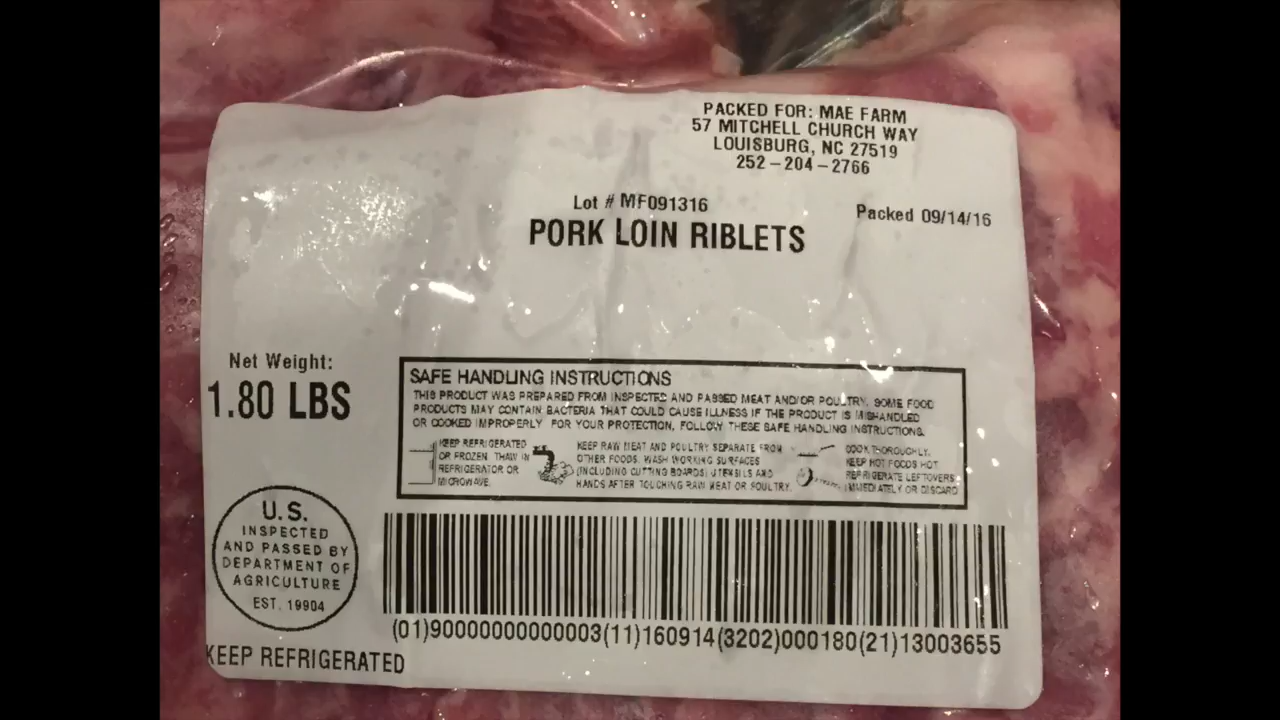 PACKED FOR: MAE FARM
57 MITCHELL CHURCH WAY
LOUISBURG, NC 27519
252-204-2766
Lot # MF091316
Packed 09/14/16
PORK LOIN RIBLETS
Net Weight:
1.80 LBS
SAFE HANDLING INSTRUCTIONS
THIS PRODUCT WAS PREPARED FROM INSPECTED AND PASSED MEAT AND/OR POULTRY. SOME FOOD
PRODUCTS MAY CONTAIN BACTERIA THAT COULD CAUSE ILLNESS IF THE PRODUCT IS MISHANDLED
OR COOKED IMPROPERLY. FOR YOUR PROTECTION, FOLLOW THESE SAFE HANDLING INSTRUCTIONS.
KEEP REFRIGERATED
OR FROZEN. THAW IN
REFRIGERATOR OR
MICROWAVE.
KEEP RAW MEAT AND POULTRY SEPARATE FROM
OTHER FOODS. WASH WORKING SURFACES
(INCLUDING CUTTING BOARDS) UTENSILS AND
HANDS AFTER TOUCHING RAW MEAT OR POULTRY.
COOK THOROUGHLY.
KEEP HOT FOODS HOT
REFRIGERATE LEFTOVERS
IMMEDIATELY OR DISCARD
U.S.
INSPECTED
AND PASSED BY
DEPARTMENT OF
AGRICULTURE
EST. 19904
(01)90000000000003(11)160914(3202)000180(21)13003655
KEEP REFRIGERATED